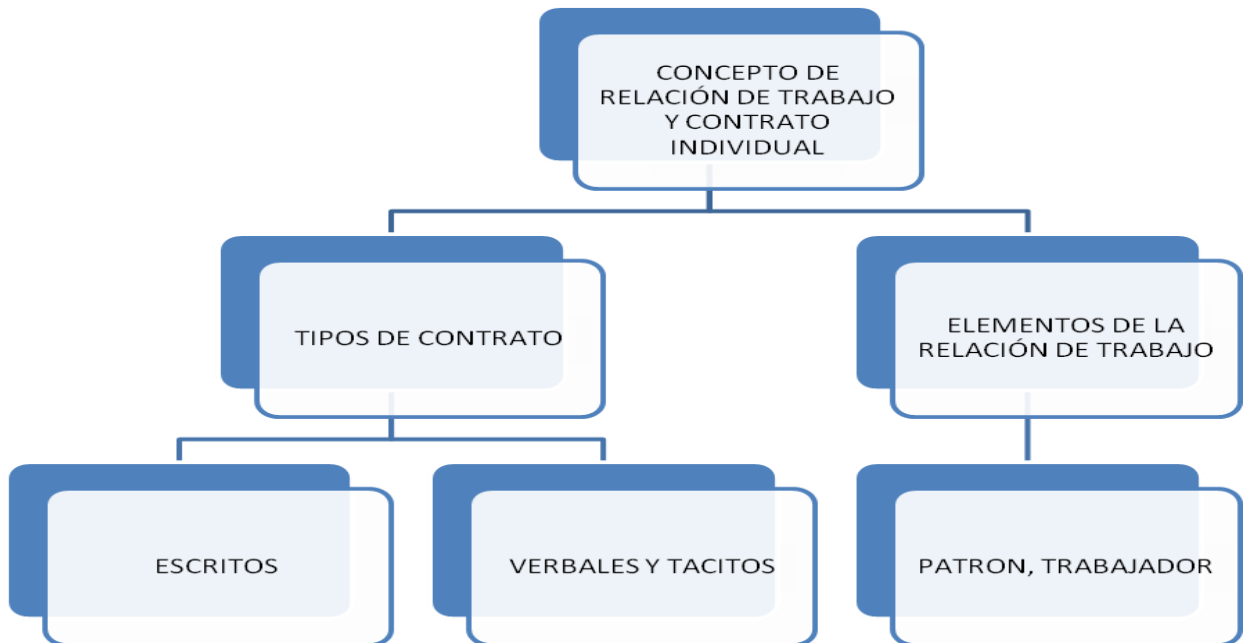 CONCEPTO DE
RELACIÓN DE TRABAJO
Y CONTRATO
INDIVIDUAL
TIPOS DE CONTRATO
ELEMENTOS DE LA
RELACIÓN DE TRABAJO
ESCRITOS
VERBALES Y TACITOS
PATRON, TRABAJADOR